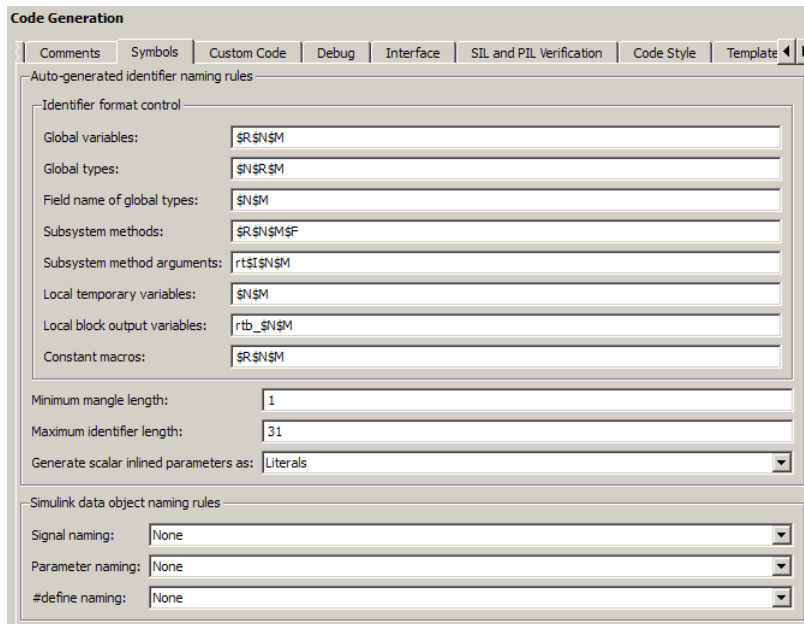 Code Generation
Comments Symbols Custom Code Debug Interface SIL and PIL Verification Code Style Template
Auto-generated identifier naming rules
Identifier format control
Global variables: $R$N$M
Global types: $N$R$M
Field name of global types: $N$M
Subsystem methods: $R$N$M$F
Subsystem method arguments: rt$I$N$M
Local temporary variables: $N$M
Local block output variables: rtb_$N$M
Constant macros: $R$N$M
Minimum mangle length: 1
Maximum identifier length: 31
Generate scalar inlined parameters as: Literals
Simulink data object naming rules
Signal naming: None
Parameter naming: None
#define naming: None